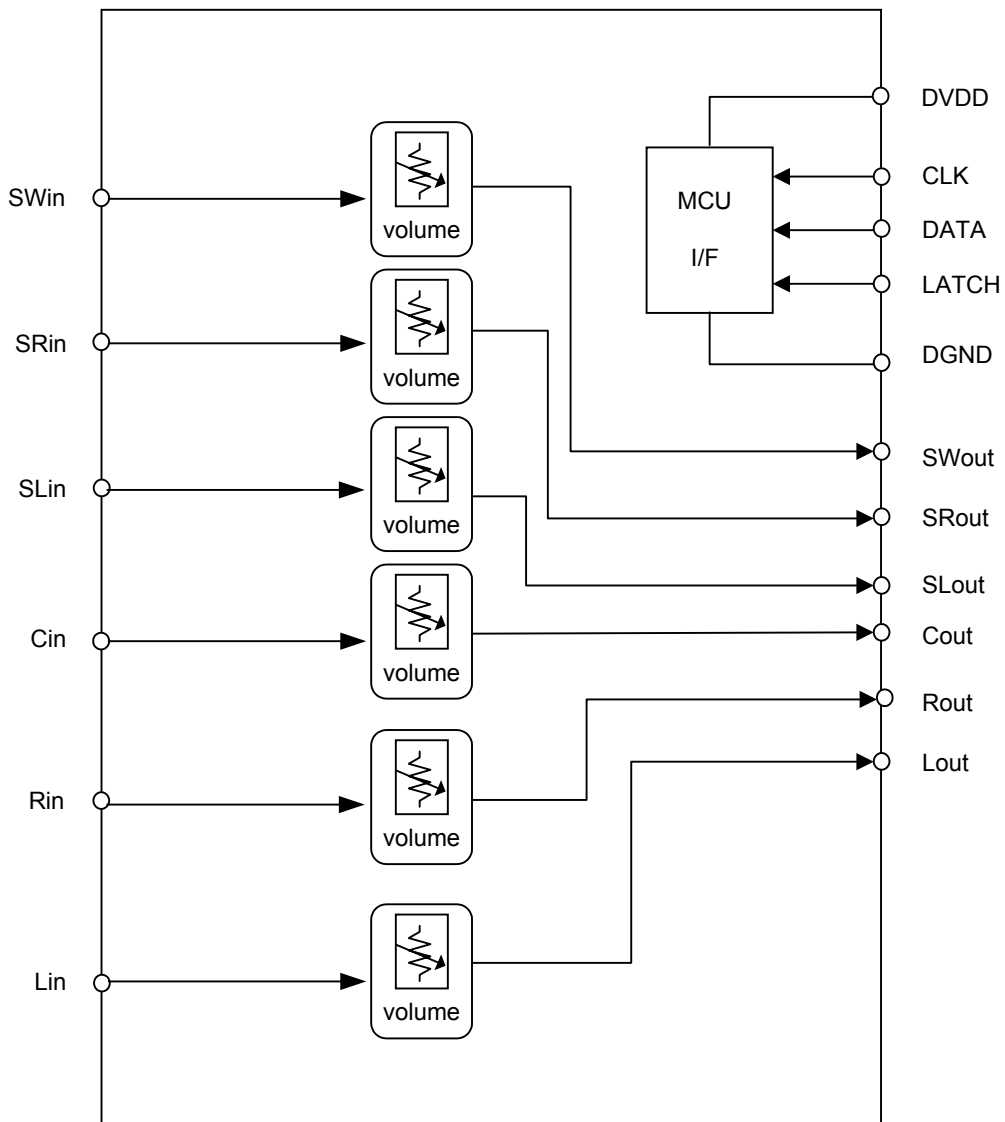 SWin
SRin
SLin
Cin
Rin
Lin
volume
volume
volume
volume
volume
volume
MCU
I/F
DVDD
CLK
DATA
LATCH
DGND
SWout
SRout
SLout
Cout
Rout
Lout